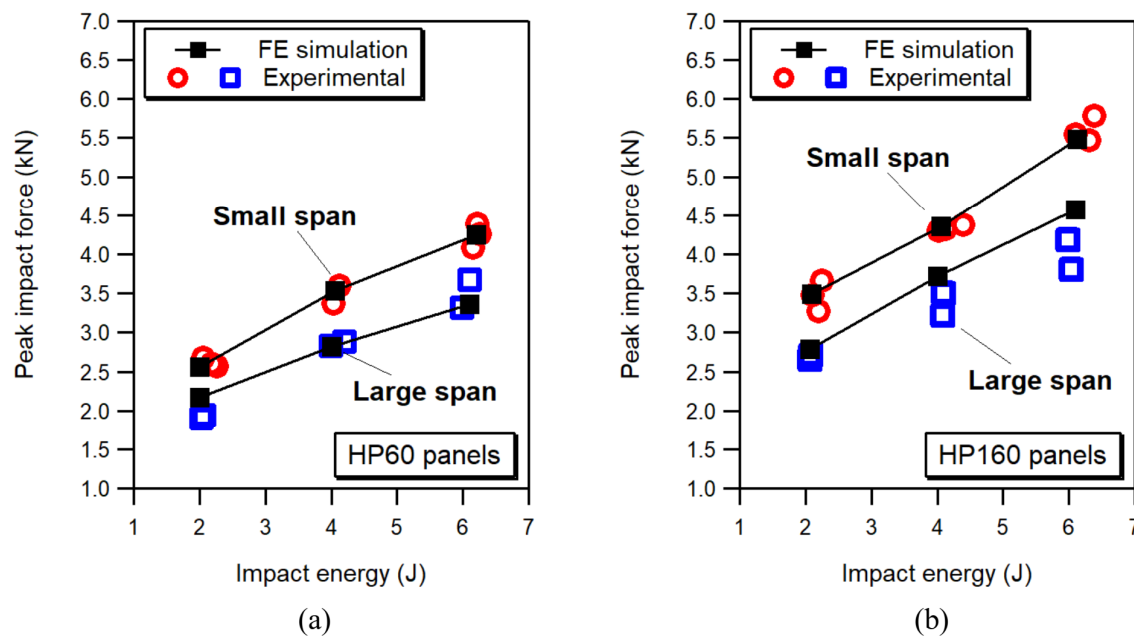 7.0
6.5
6.0
5.5
5.0
4.5
4.0
3.5
3.0
2.5
2.0
1.5
1.0
Peak impact force (kN)
FE simulation
Experimental
Small span
Large span
HP60 panels
1 2 3 4 5 6 7
Impact energy (J)
(a)
7.0
6.5
6.0
5.5
5.0
4.5
4.0
3.5
3.0
2.5
2.0
1.5
1.0
Peak impact force (kN)
FE simulation
Experimental
Small span
Large span
HP160 panels
1 2 3 4 5 6 7
Impact energy (J)
(b)